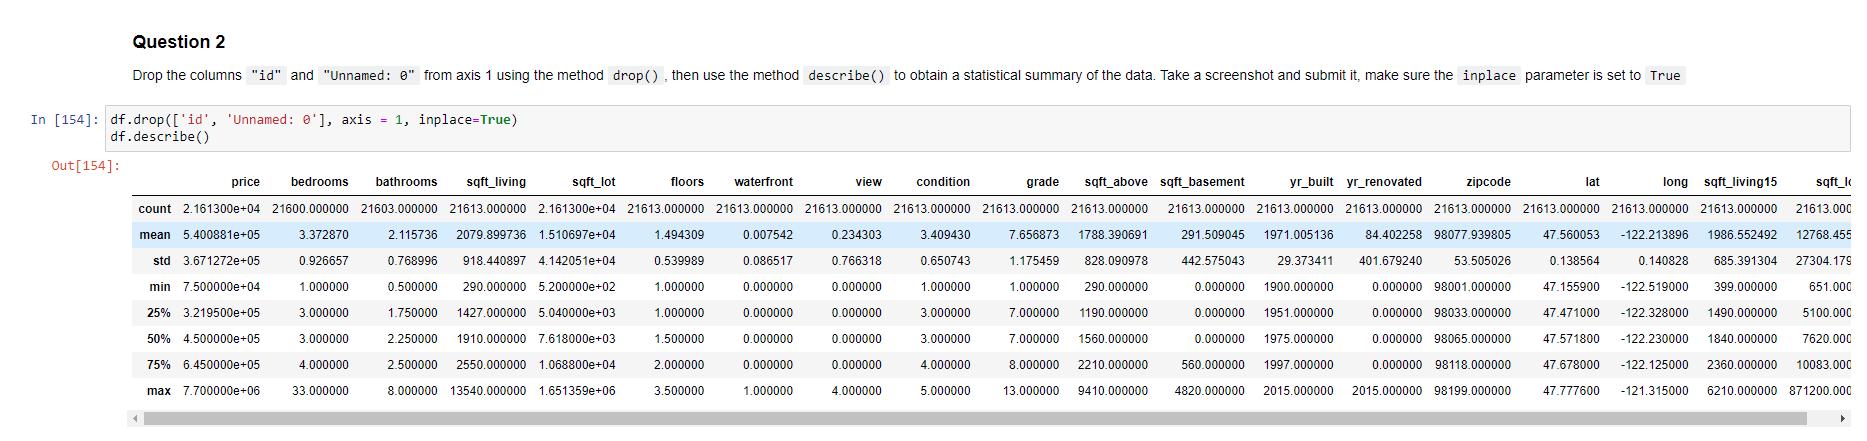 Question 2
Drop the columns "id" and "Unnamed: 0" from axis 1 using the method drop() , then use the method describe() to obtain a statistical summary of the data. Take a screenshot and submit it, make sure the inplace parameter is set to True
In [154]: df.drop(['id', 'Unnamed: 0'], axis = 1, inplace=True)
df.describe()
Out[154]:
price bedrooms bathrooms sqft_living sqft_lot floors waterfront view condition grade sqft_above sqft_basement yr_built yr_renovated zipcode lat long sqft_living15 sqft_lo
count 2.161300e+04 21600.000000 21603.000000 21613.000000 2.161300e+04 21613.000000 21613.000000 21613.000000 21613.000000 21613.000000 21613.000000 21613.000000 21613.000000 21613.000000 21613.000000 21613.000000 21613.000000 21613.000000 21613.000
mean 5.400881e+05 3.372870 2.115736 2079.899736 1.510697e+04 1.494309 0.007542 0.234303 3.409430 7.656873 1788.390691 291.509045 1971.005136 84.402258 98077.939805 47.560053 -122.213896 1986.552492 12768.455
std 3.671272e+05 0.926657 0.768996 918.440897 4.142051e+04 0.539989 0.086517 0.766318 0.650743 1.175459 828.090978 442.575043 29.373411 401.679240 53.505026 0.138564 0.140828 685.391304 27304.179
min 7.500000e+04 1.000000 0.500000 290.000000 5.200000e+02 1.000000 0.000000 0.000000 1.000000 1.000000 290.000000 0.000000 1900.000000 0.000000 98001.000000 47.155900 -122.519000 399.000000 651.000
25% 3.219500e+05 3.000000 1.750000 1427.000000 5.040000e+03 1.000000 0.000000 0.000000 3.000000 7.000000 1190.000000 0.000000 1951.000000 0.000000 98033.000000 47.471000 -122.328000 1490.000000 5100.000
50% 4.500000e+05 3.000000 2.250000 1910.000000 7.618000e+03 1.500000 0.000000 0.000000 3.000000 7.000000 1560.000000 0.000000 1975.000000 0.000000 98065.000000 47.571800 -122.230000 1840.000000 7620.000
75% 6.450000e+05 4.000000 2.500000 2550.000000 1.068800e+04 2.000000 0.000000 0.000000 4.000000 8.000000 2210.000000 560.000000 1997.000000 0.000000 98118.000000 47.678000 -122.125000 2360.000000 10083.000
max 7.700000e+06 33.000000 8.000000 13540.000000 1.651359e+06 3.500000 1.000000 4.000000 5.000000 13.000000 9410.000000 4820.000000 2015.000000 2015.000000 98199.000000 47.777600 -121.315000 6210.000000 871200.000